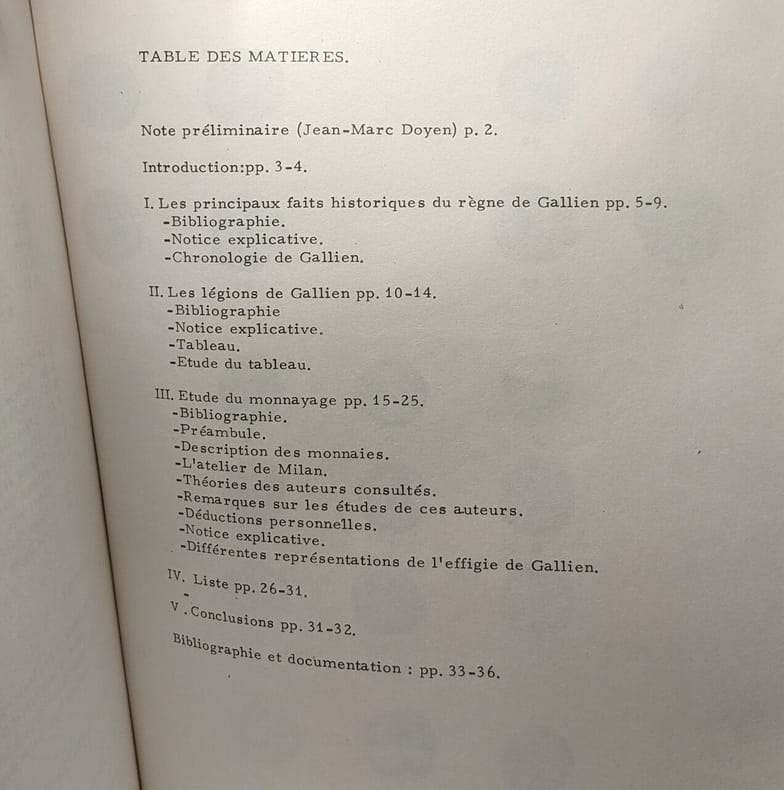 TABLE DES MATIERES.
Note préliminaire (Jean-Marc Doyen) p. 2.
Introduction:pp. 3-4.
I. Les principaux faits historiques du règne de Gallien pp. 5-9.
-Bibliographie.
-Notice explicative.
-Chronologie de Gallien.
II. Les légions de Gallien pp. 10-14.
-Bibliographie
-Notice explicative.
-Tableau.
-Etude du tableau.
III. Etude du monnayage pp. 15-25.
-Bibliographie.
-Préambule.
-Description des monnaies.
-L'atelier de Milan.
-Théories des auteurs consultés.
-Remarques sur les études de ces auteurs.
-Déductions personnelles.
-Notice explicative.
-Différentes représentations de l'effigie de Gallien.
IV. Liste pp. 26-31.
V. Conclusions pp. 31-32.
Bibliographie et documentation : pp. 33-36.